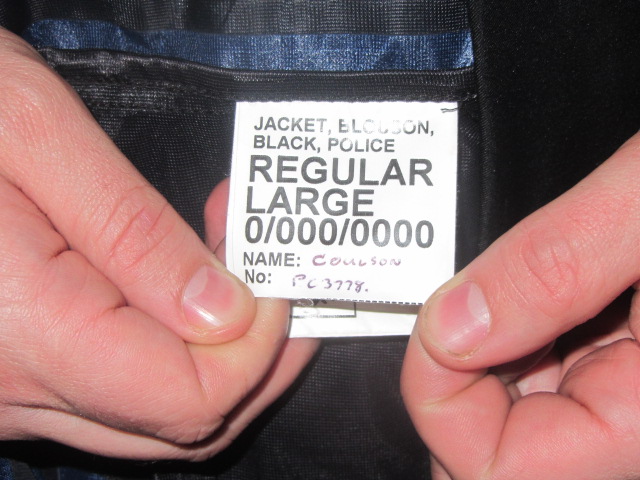 JACKET, BLOUSON,
BLACK, POLICE
REGULAR
LARGE
0/000/0000
NAME: COULSON
No: PC3778.